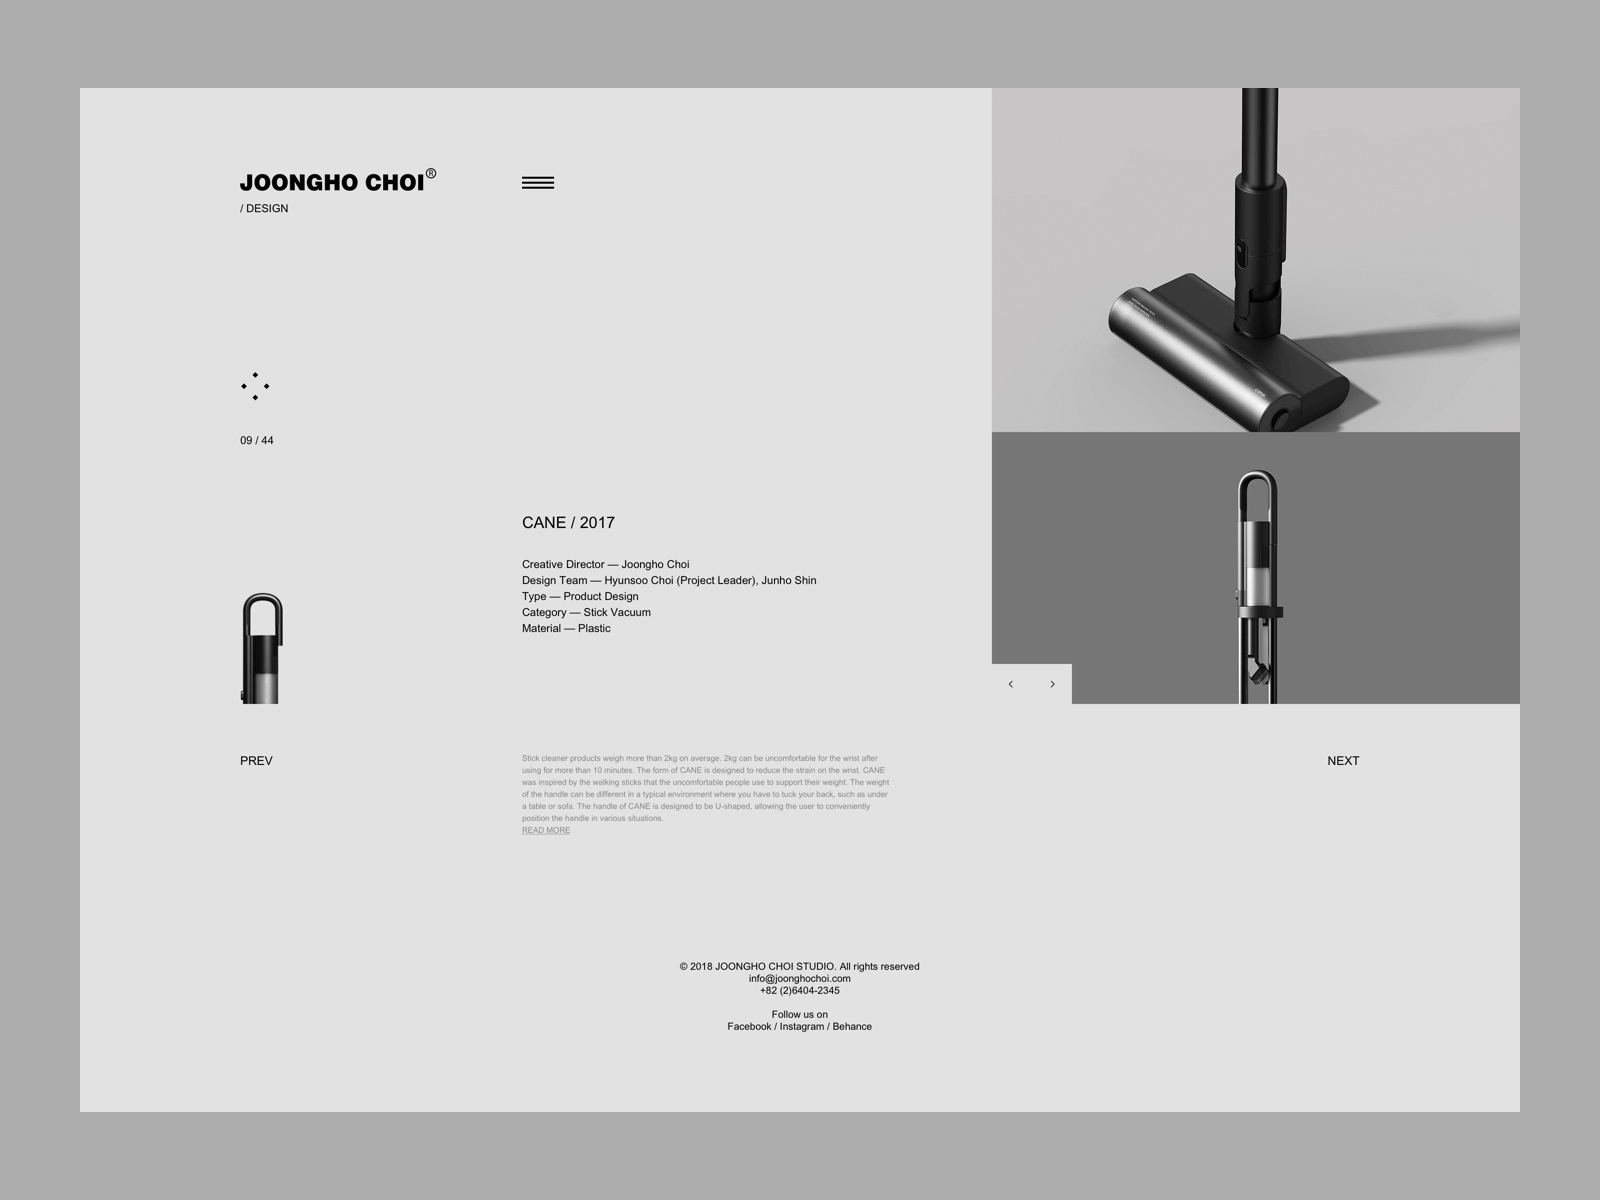 JOONGHO CHOI®
/ DESIGN
09 / 44
CANE / 2017
Creative Director — Joongho Choi
Design Team — Hyunsoo Choi (Project Leader), Junho Shin
Type — Product Design
Category — Stick Vacuum
Material — Plastic
PREV
Stick cleaner products weigh more than 2kg on average. 2kg can be uncomfortable for the wrist after
using for more than 10 minutes. The form of CANE is designed to reduce the strain on the wrist. CANE
was inspired by the walking sticks that the uncomfortable people use to support their weight. The weight
of the handle can be different in a typical environment where you have to tuck your back, such as under
a table or sofa. The handle of CANE is designed to be U-shaped, allowing the user to conveniently
position the handle in various situations.
READ MORE
NEXT
© 2018 JOONGHO CHOI STUDIO. All rights reserved
info@joonghochoi.com
+82 (2)6404-2345
Follow us on
Facebook / Instagram / Behance